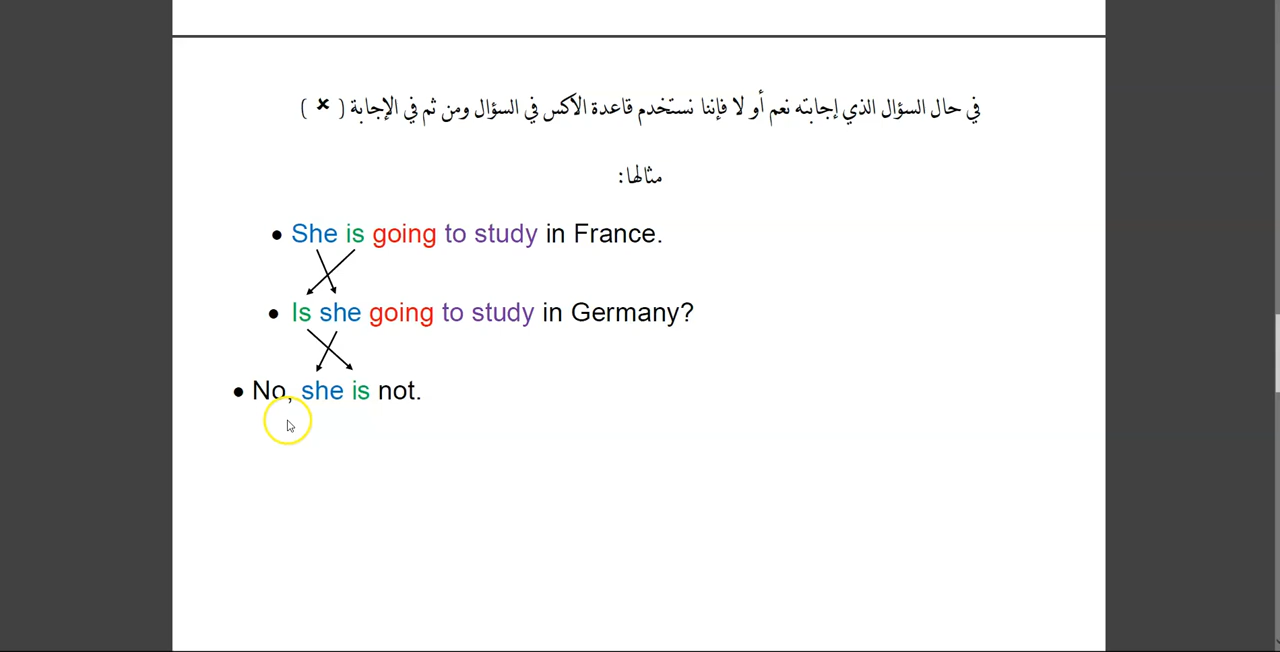 في حال السؤال الذي إجابته نعم أو لا فإننا نستخدم قاعدة الأكس في السؤال ومن ثم في الإجابة ( × )
مثالها:
• She is going to study in France.
• Is she going to study in Germany?
• No, she is not.